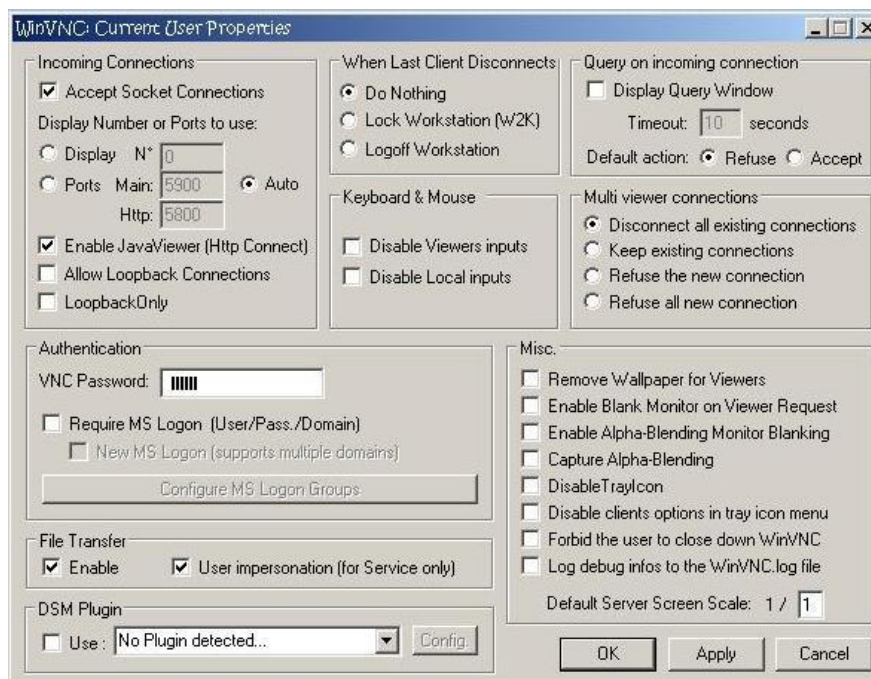 WinVNC: Current User Properties
Incoming Connections
Accept Socket Connections
Display Number or Ports to use:
Display N° 0
Ports Main: 5900 Auto
Http: 5800
Enable JavaViewer (Http Connect)
Allow Loopback Connections
LoopbackOnly
When Last Client Disconnects
Do Nothing
Lock Workstation (W2K)
Logoff Workstation
Keyboard & Mouse
Disable Viewers inputs
Disable Local inputs
Query on incoming connection
Display Query Window
Timeout: 10 seconds
Default action: Refuse Accept
Multi viewer connections
Disconnect all existing connections
Keep existing connections
Refuse the new connection
Refuse all new connection
Authentication
VNC Password:
Require MS Logon (User/Pass./Domain)
New MS Logon (supports multiple domains)
Configure MS Logon Groups
File Transfer
Enable User impersonation (for Service only)
DSM Plugin
Use : No Plugin detected... Config.
Misc.
Remove Wallpaper for Viewers
Enable Blank Monitor on Viewer Request
Enable Alpha-Blending Monitor Blanking
Capture Alpha-Blending
DisableTrayIcon
Disable clients options in tray icon menu
Forbid the user to close down WinVNC
Log debug infos to the WinVNC.log file
Default Server Screen Scale: 1 / 1
OK Apply Cancel